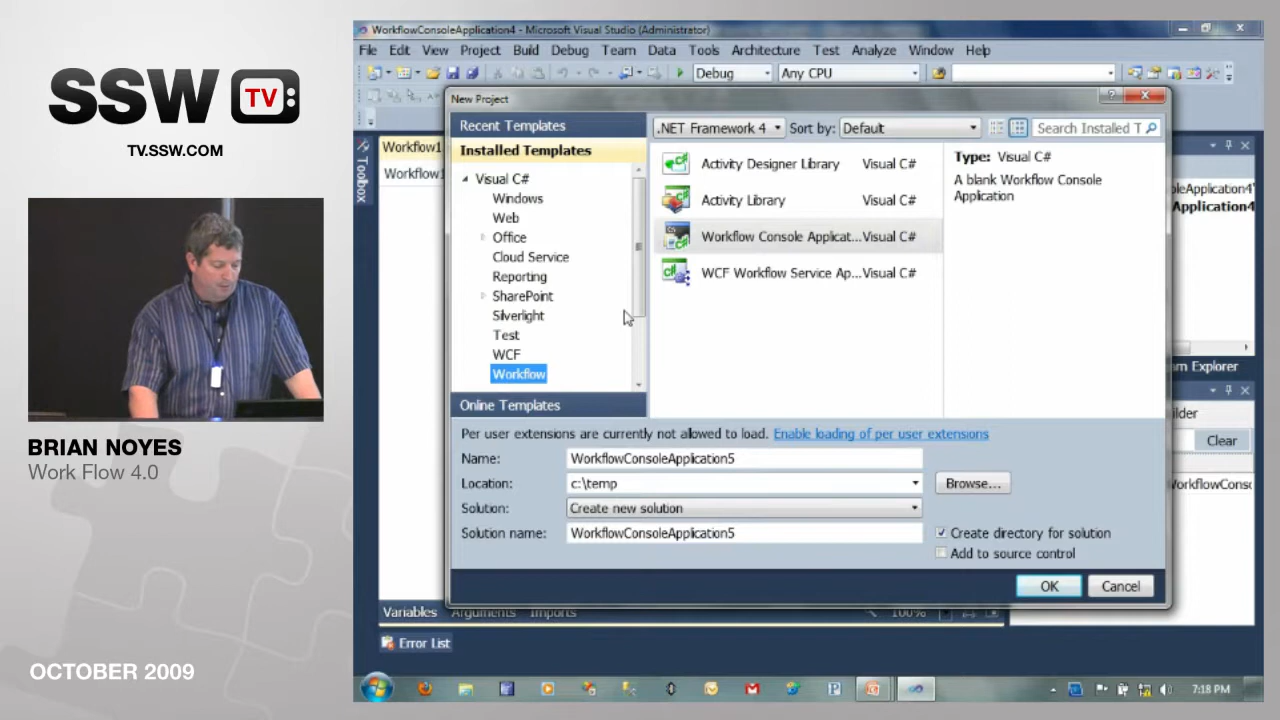 SSW TV:
TV.SSW.COM
BRIAN NOYES
Work Flow 4.0
OCTOBER 2009
WorkflowConsoleApplication4 - Microsoft Visual Studio (Administrator)
File Edit View Project Build Debug Team Data Tools Architecture Test Analyze Window Help
Debug Any CPU
Toolbox
Workflow1
Workflow1
New Project
Recent Templates
Installed Templates
Visual C#
Windows
Web
Office
Cloud Service
Reporting
SharePoint
Silverlight
Test
WCF
Workflow
Online Templates
.NET Framework 4 Sort by: Default Search Installed T
Activity Designer Library Visual C#
Activity Library Visual C#
Workflow Console Applicat... Visual C#
WCF Workflow Service Ap... Visual C#
Type: Visual C#
A blank Workflow Console
Application
Per user extensions are currently not allowed to load. Enable loading of per user extensions
Name: WorkflowConsoleApplication5
Location: c:\temp Browse...
Solution: Create new solution
Solution name: WorkflowConsoleApplication5
Create directory for solution
Add to source control
OK Cancel
oleApplication4'
Application4
m Explorer
ilder
Clear
WorkflowConsc
Variables Arguments Imports 100%
Error List
7:18 PM